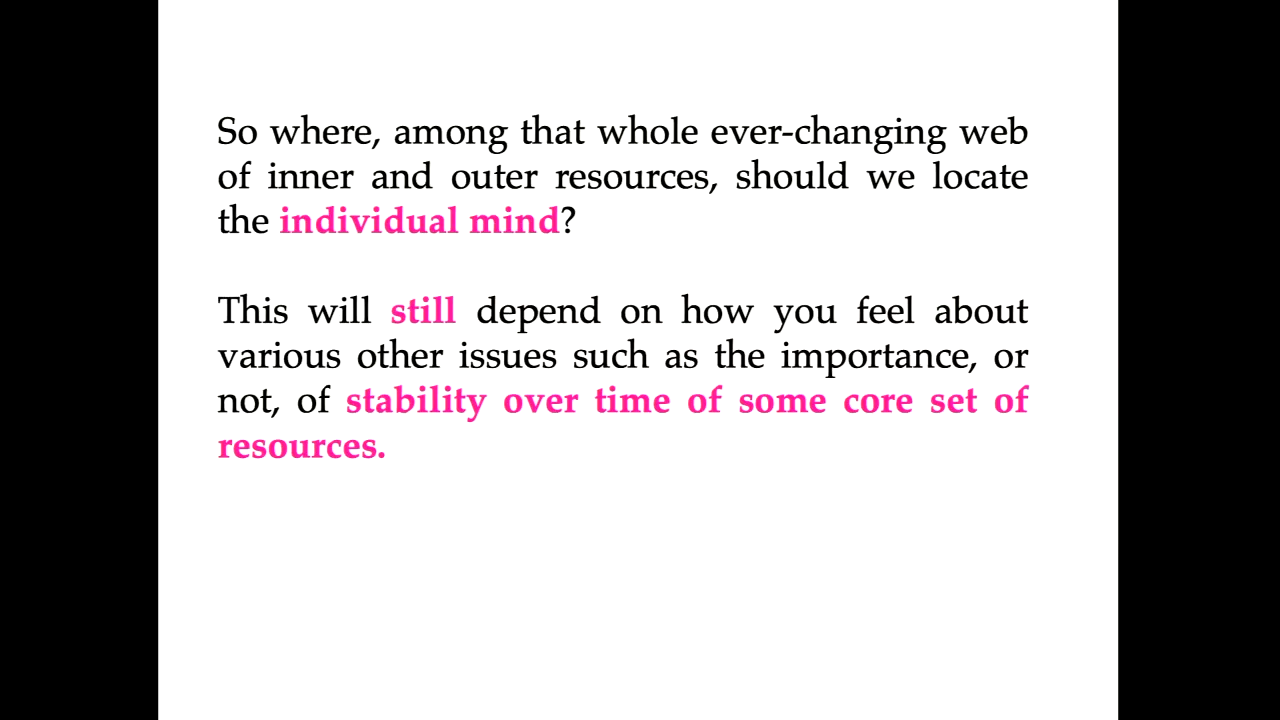 So where, among that whole ever-changing web
of inner and outer resources, should we locate
the individual mind?
This will still depend on how you feel about
various other issues such as the importance, or
not, of stability over time of some core set of
resources.